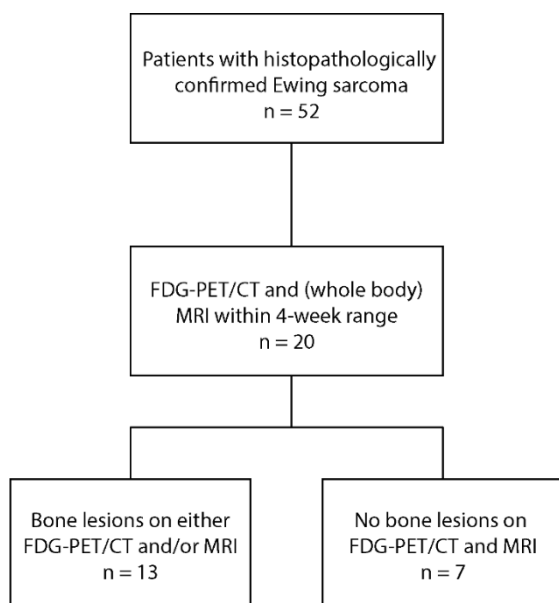 Patients with histopathologically
confirmed Ewing sarcoma
n = 52
FDG-PET/CT and (whole body)
MRI within 4-week range
n = 20
Bone lesions on either
FDG-PET/CT and/or MRI
n = 13
No bone lesions on
FDG-PET/CT and MRI
n = 7